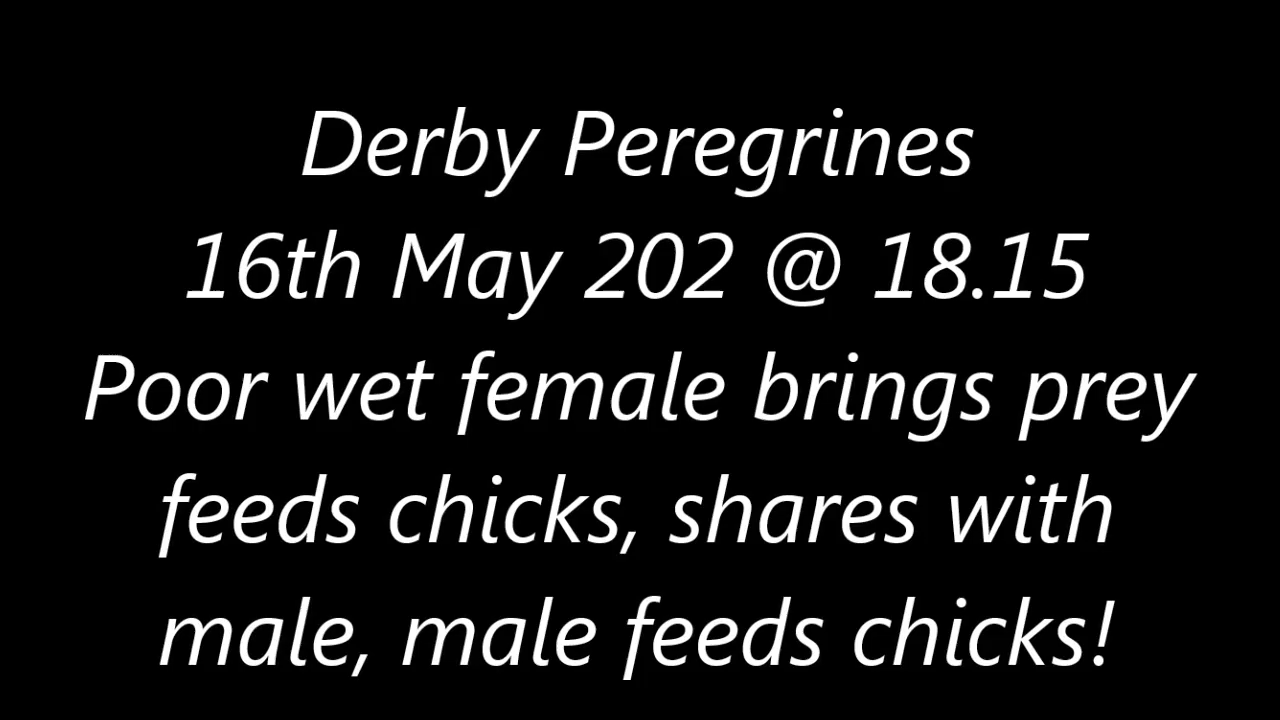 Derby Peregrines
16th May 202 @ 18.15
Poor wet female brings prey
feeds chicks, shares with
male, male feeds chicks!